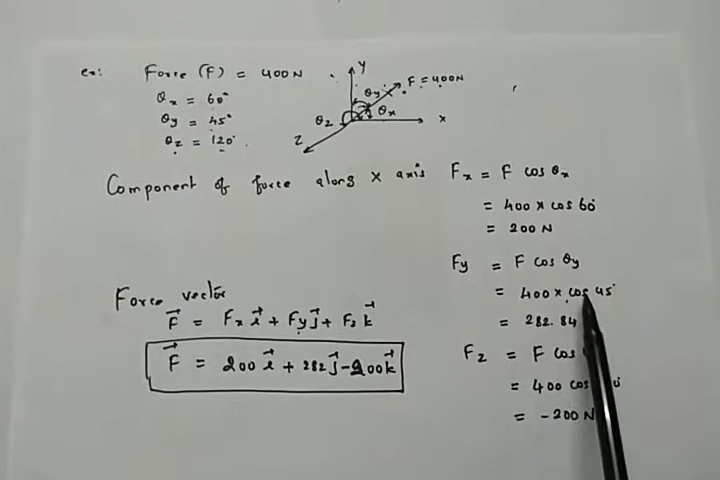 ex: Force (F) = 400N
θx = 60°
θy = 45°
θz = 120°
Y
F = 400N
θy
θx
θz
x
Z
Component of force along x axis Fx = F cos θx
= 400 x cos 60°
= 200 N
Fy = F cos θy
= 400 x cos 45°
= 282.84
Fz = F cos
= 400 cos
= -200 N
Force vector
F⃗ = Fx i⃗ + Fy j⃗ + Fz k⃗
F⃗ = 200 i⃗ + 282 j⃗ - 200 k⃗